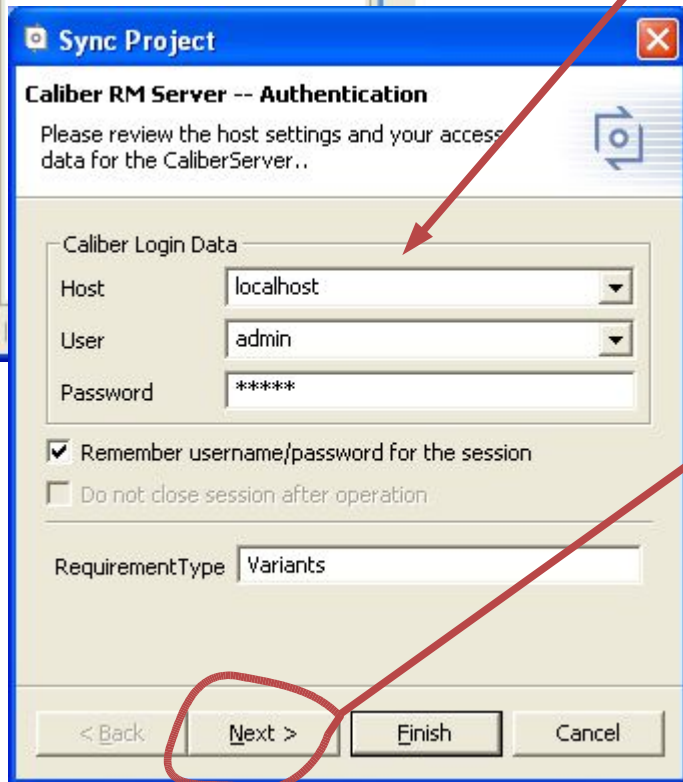 Sync Project
Caliber RM Server -- Authentication
Please review the host settings and your access
data for the CaliberServer..
Caliber Login Data
Host localhost
User admin
Password *****
Remember username/password for the session
Do not close session after operation
RequirementType Variants
< Back Next > Finish Cancel